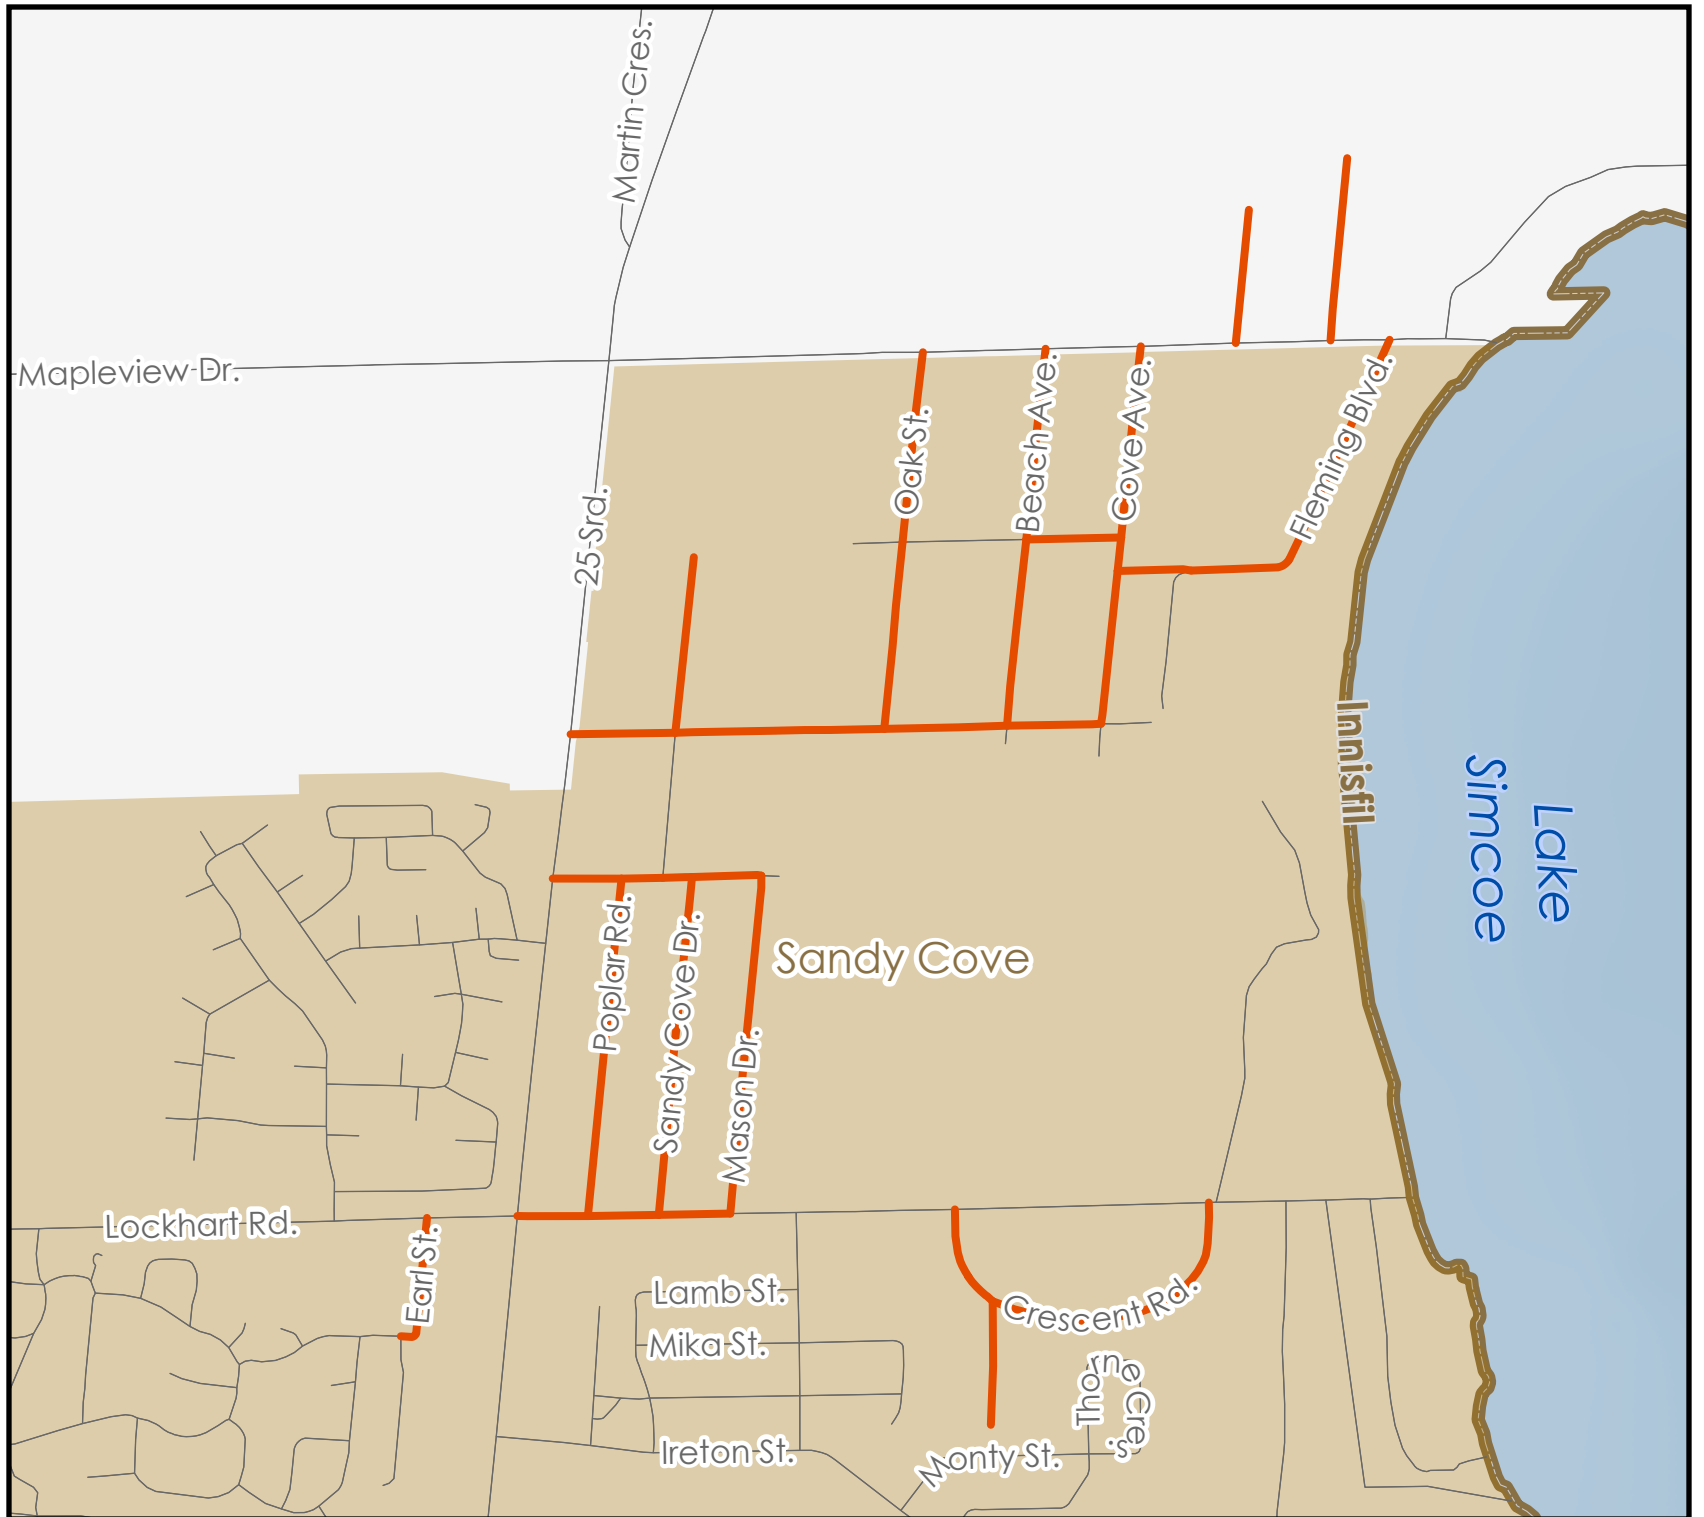 Martin Cres.
Mapleview Dr.
Oak St.
Beach Ave.
Cove Ave.
Fleming Blvd.
25 Srd.
Innisfil
Lake
Simcoe
Poplar Rd.
Sandy Cove Dr.
Mason Dr.
Sandy Cove
Lockhart Rd.
Earl St.
Lamb St.
Mika St.
Ireton St.
Crescent Rd.
Thorne Cres.
Monty St.